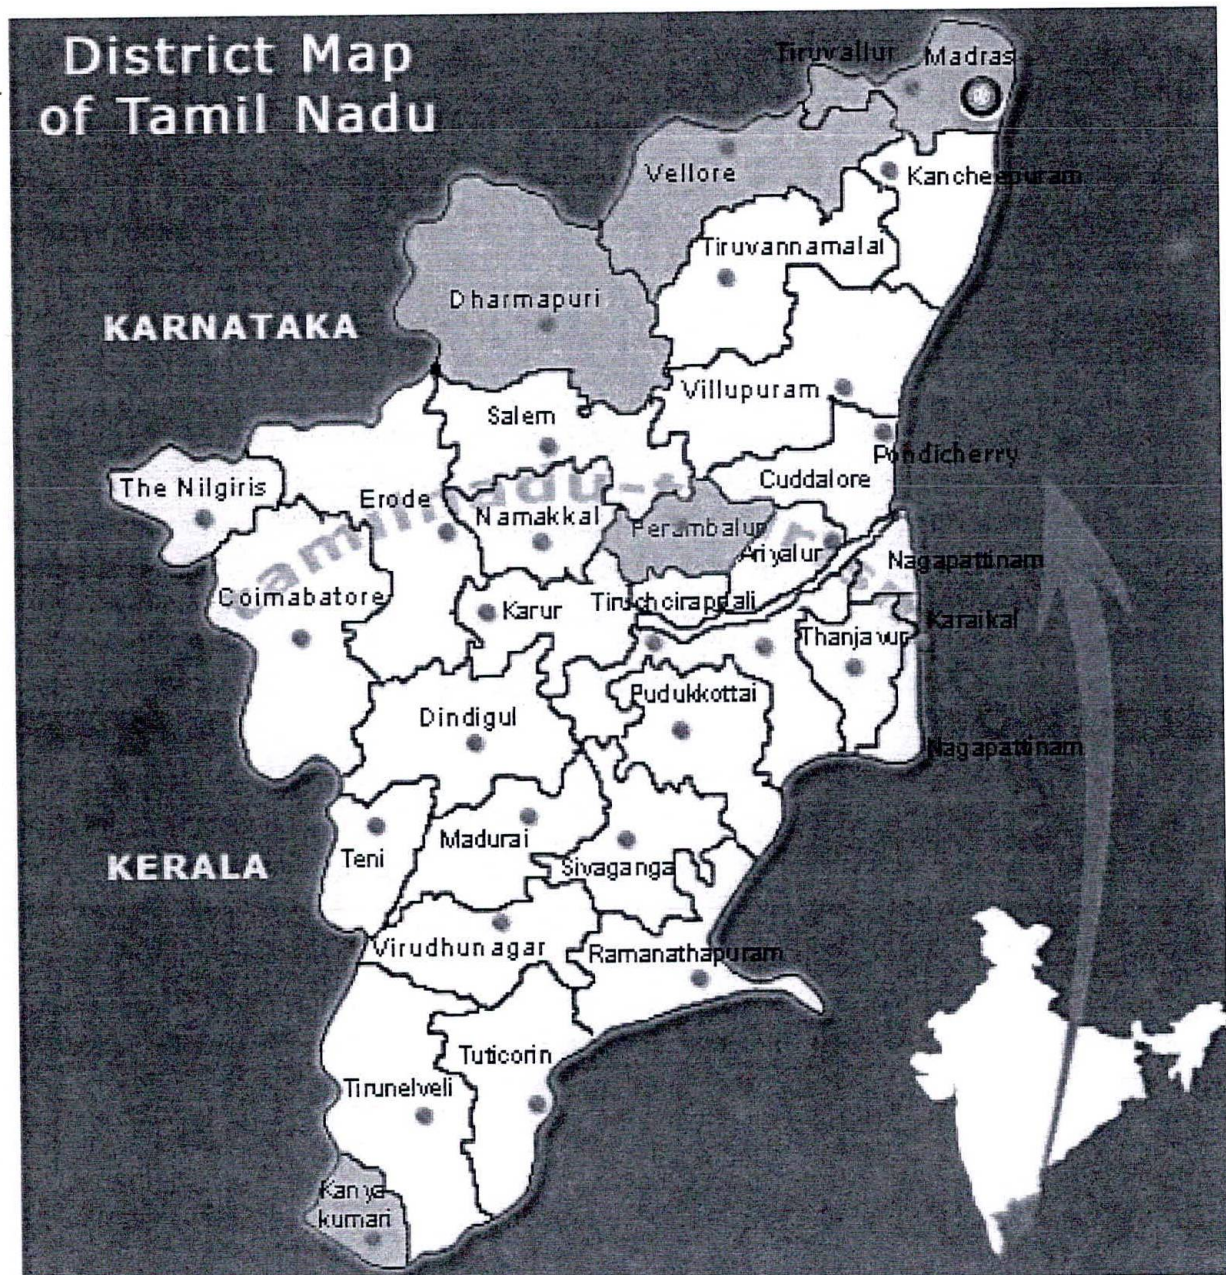 District Map
of Tamil Nadu
Tiruvallur
Madras
Vellore
Kancheepuram
Tiruvannamalai
Dharmapuri
KARNATAKA
Villupuram
Salem
Pondicherry
Cuddalore
The Nilgiris
Erode
Namakkal
Perambalur
Ariyalur
Nagapattinam
Coimabatore
Karur
Tiruchcirappali
Karaikal
Thanjavur
Pudukkottai
Dindigul
Nagapattinam
Madurai
Teni
KERALA
Sivaganga
Virudhunagar
Ramanathapuram
Tuticorin
Tirunelveli
Kanya
kumari